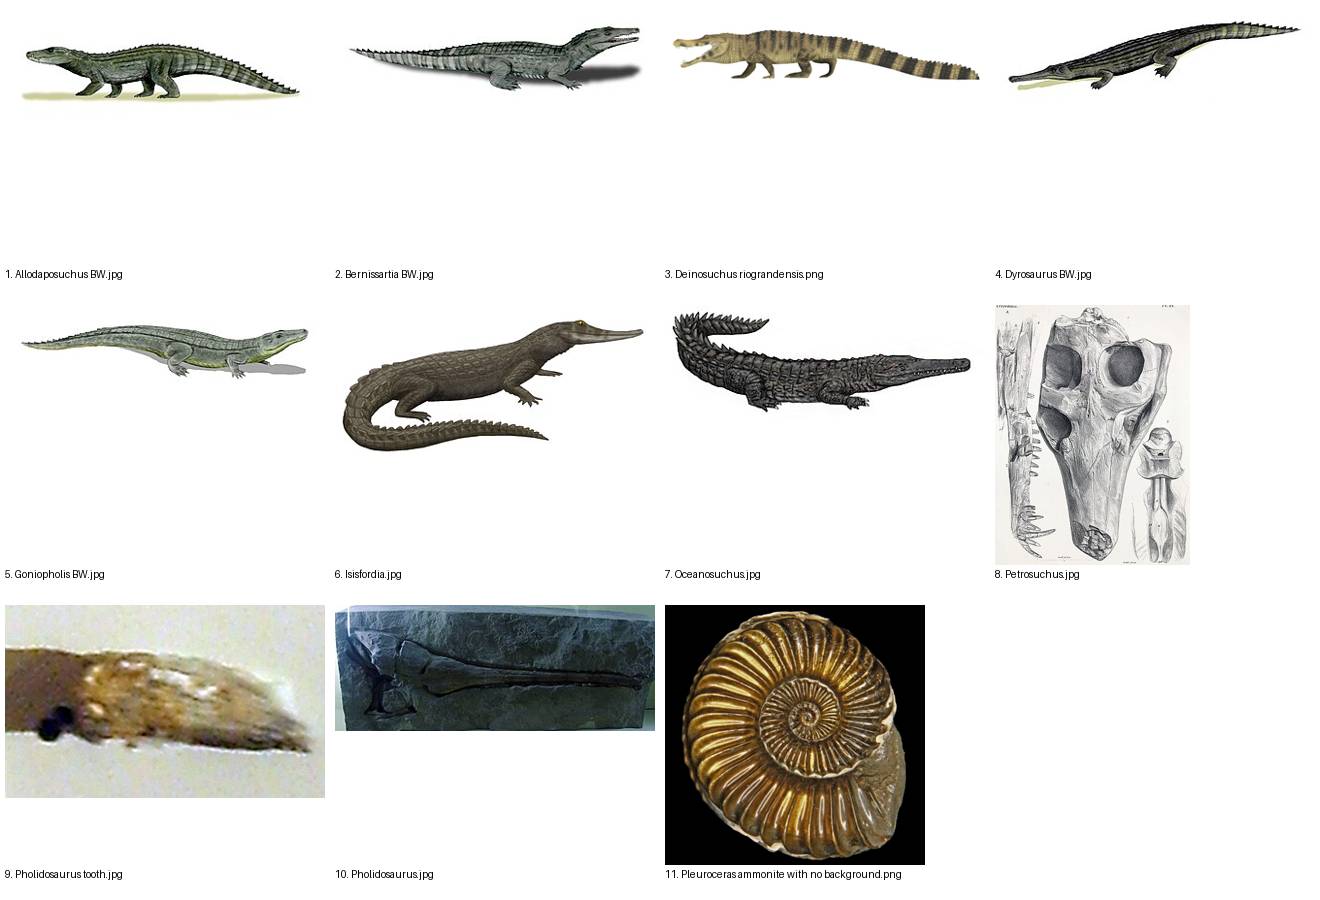 1. Allodaposuchus BW.jpg
2. Bernissartia BW.jpg
3. Deinosuchus riograndensis.png
4. Dyrosaurus BW.jpg
5. Goniopholis BW.jpg
6. Isisfordia.jpg
7. Oceanosuchus.jpg
8. Petrosuchus.jpg
9. Pholidosaurus tooth.jpg
10. Pholidosaurus.jpg
11. Pleuroceras ammonite with no background.png